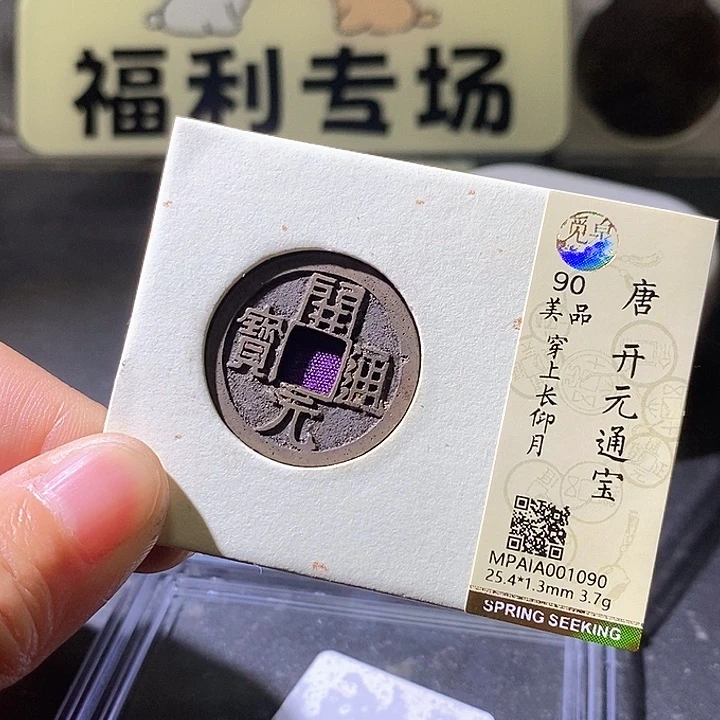 福利专场
開
通
元
寶
觅泉
90
美品
穿上长仰月
唐 开元通宝
MPAIA001090
25.4*1.3mm 3.7g
SPRING SEEKING